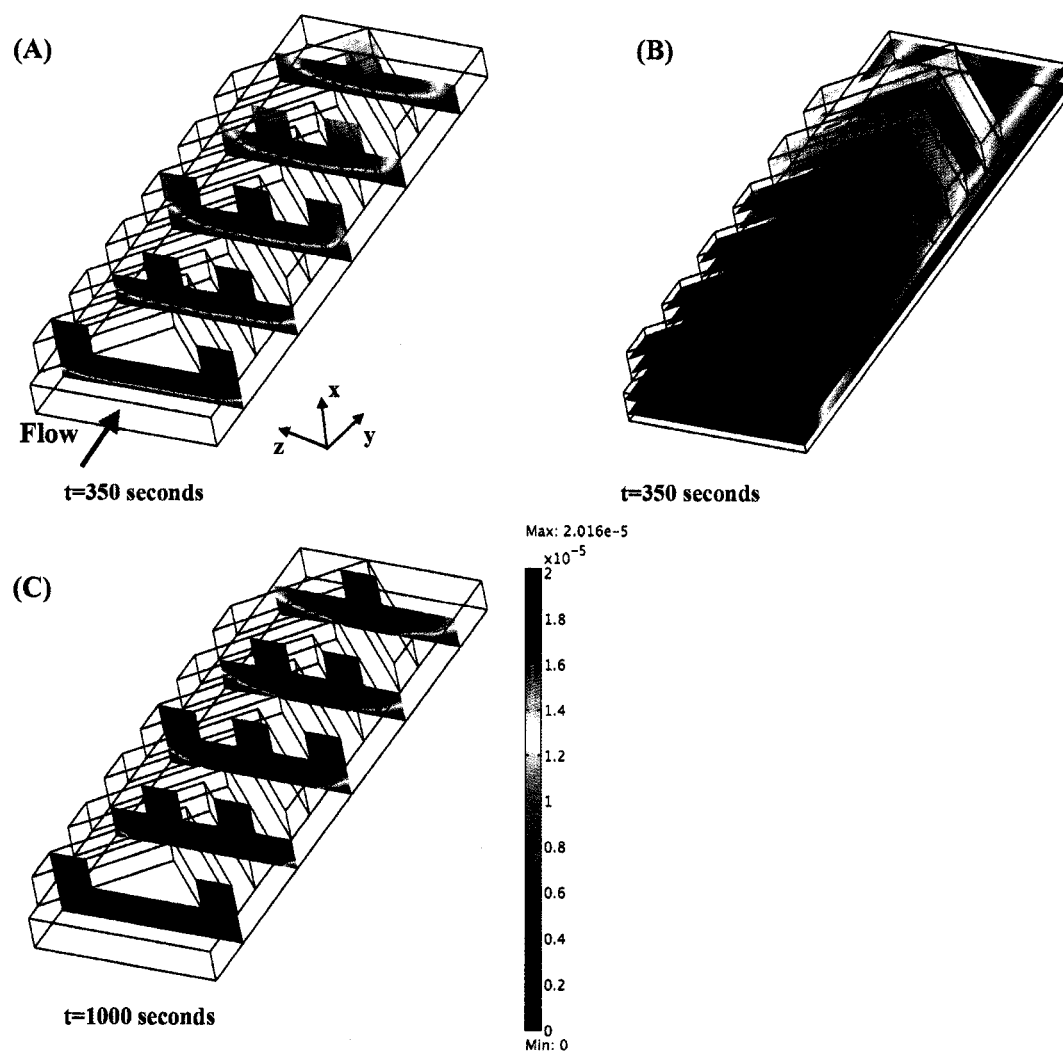 (A)
(B)
x
z
y
Flow
t=350 seconds
t=350 seconds
(C)
t=1000 seconds
Max: 2.016e-5
x10⁻⁵
2
1.8
1.6
1.4
1.2
1
0.8
0.6
0.4
0.2
0
Min: 0